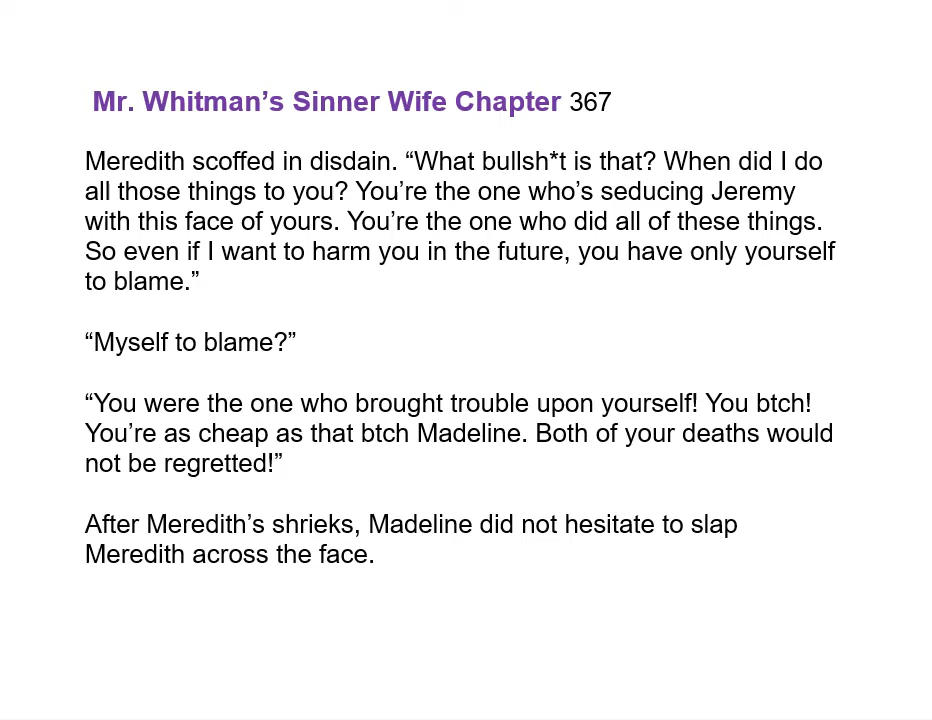 Mr. Whitman’s Sinner Wife Chapter 367
Meredith scoffed in disdain. “What bullsh*t is that? When did I do
all those things to you? You’re the one who’s seducing Jeremy
with this face of yours. You’re the one who did all of these things.
So even if I want to harm you in the future, you have only yourself
to blame.”
“Myself to blame?”
“You were the one who brought trouble upon yourself! You btch!
You’re as cheap as that btch Madeline. Both of your deaths would
not be regretted!”
After Meredith’s shrieks, Madeline did not hesitate to slap
Meredith across the face.